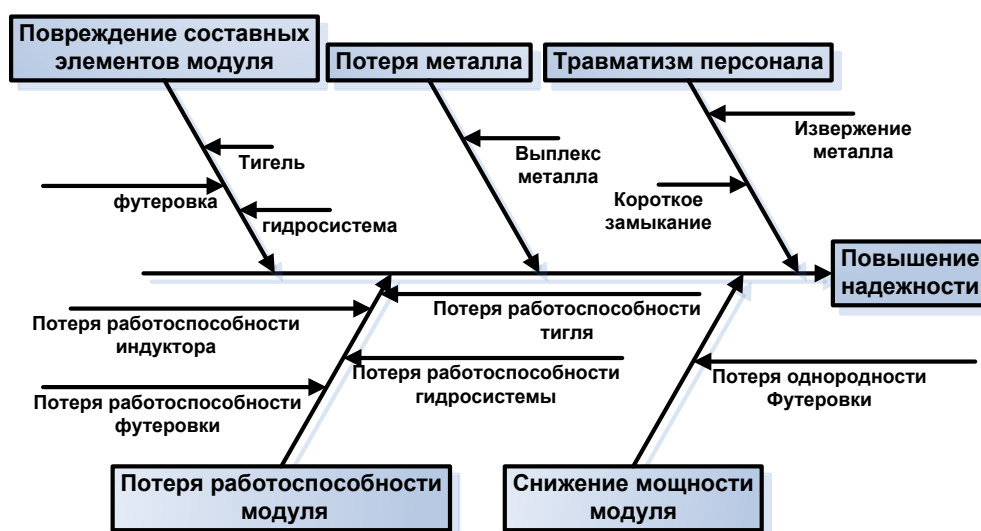 Повреждение составных
элементов модуля
Потеря металла
Травматизм персонала
Извержение
металла
Выплекс
металла
Тигель
футеровка
Короткое
замыкание
гидросистема
Повышение
надежности
Потеря работоспособности
тигля
Потеря работоспособности
индуктора
Потеря работоспособности
гидросистемы
Потеря однородности
Футеровки
Потеря работоспособности
футеровки
Потеря работоспособности
модуля
Снижение мощности
модуля